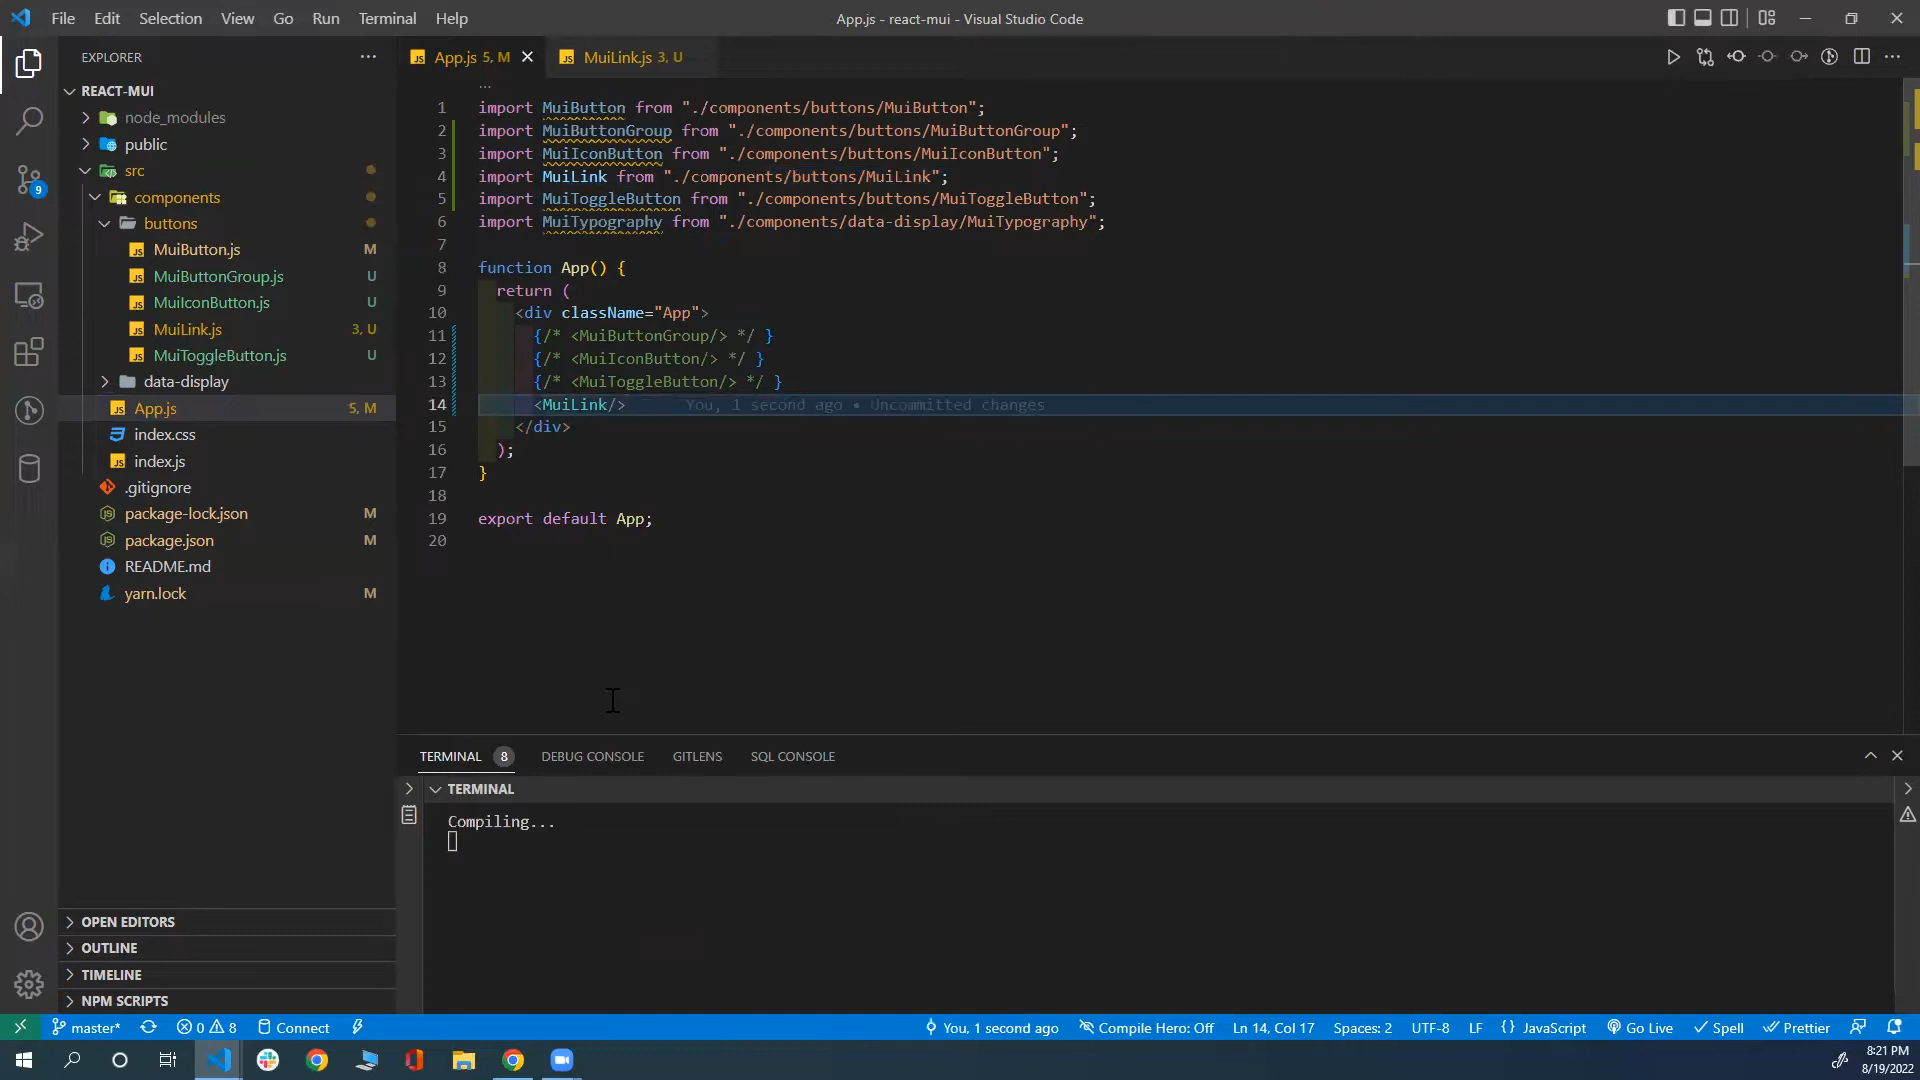 File Edit Selection View Go Run Terminal Help
App.js - react-mui - Visual Studio Code
EXPLORER
REACT-MUI
node_modules
public
src
components
buttons
MuiButton.js M
MuiButtonGroup.js U
MuiIconButton.js U
MuiLink.js 3, U
MuiToggleButton.js U
data-display
App.js 5, M
index.css
index.js
.gitignore
package-lock.json M
package.json M
README.md
yarn.lock M
OPEN EDITORS
OUTLINE
TIMELINE
NPM SCRIPTS
9
App.js 5, M
MuiLink.js 3, U
...
1 import MuiButton from "./components/buttons/MuiButton";
2 import MuiButtonGroup from "./components/buttons/MuiButtonGroup";
3 import MuiIconButton from "./components/buttons/MuiIconButton";
4 import MuiLink from "./components/buttons/MuiLink";
5 import MuiToggleButton from "./components/buttons/MuiToggleButton";
6 import MuiTypography from "./components/data-display/MuiTypography";
7
8 function App() {
9 return (
10 <div className="App">
11 {/* <MuiButtonGroup/> */ }
12 {/* <MuiIconButton/> */ }
13 {/* <MuiToggleButton/> */ }
14 <MuiLink/> You, 1 second ago • Uncommitted changes
15 </div>
16 );
17 }
18
19 export default App;
20
TERMINAL 8 DEBUG CONSOLE GITLENS SQL CONSOLE
TERMINAL
Compiling...
master* 0 8 Connect
You, 1 second ago Compile Hero: Off Ln 14, Col 17 Spaces: 2 UTF-8 LF {} JavaScript Go Live Spell Prettier
8:21 PM
8/19/2022